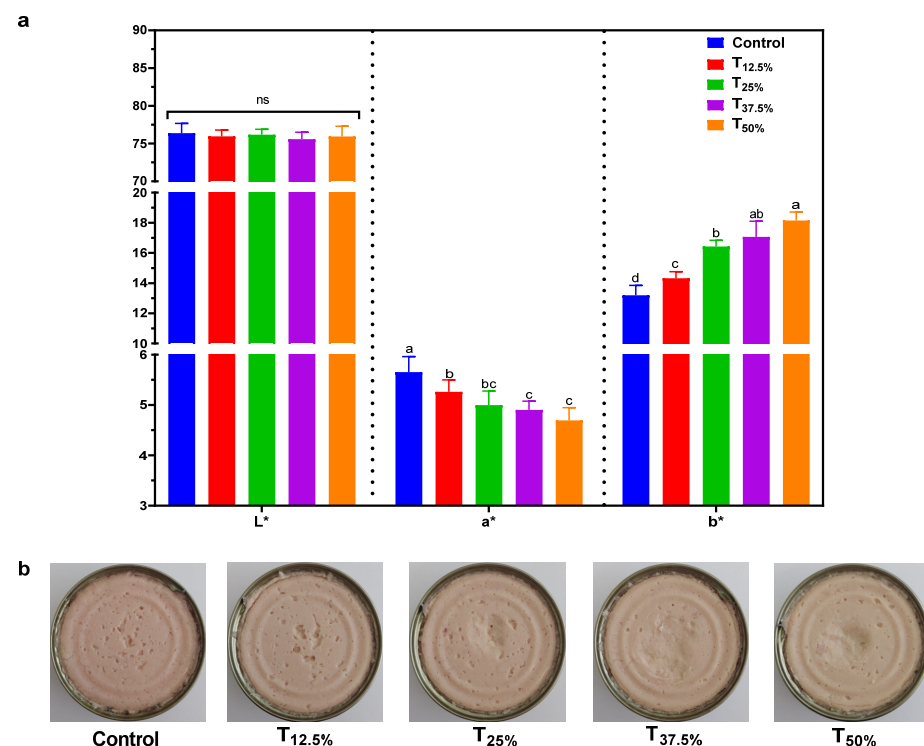 a
90
85
80
75
70
20
18
16
14
12
10
6
5
4
3
ns
a
b
bc
c
c
d
c
b
ab
a
Control
T12.5%
T25%
T37.5%
T50%
L*
a*
b*
b
Control
T12.5%
T25%
T37.5%
T50%